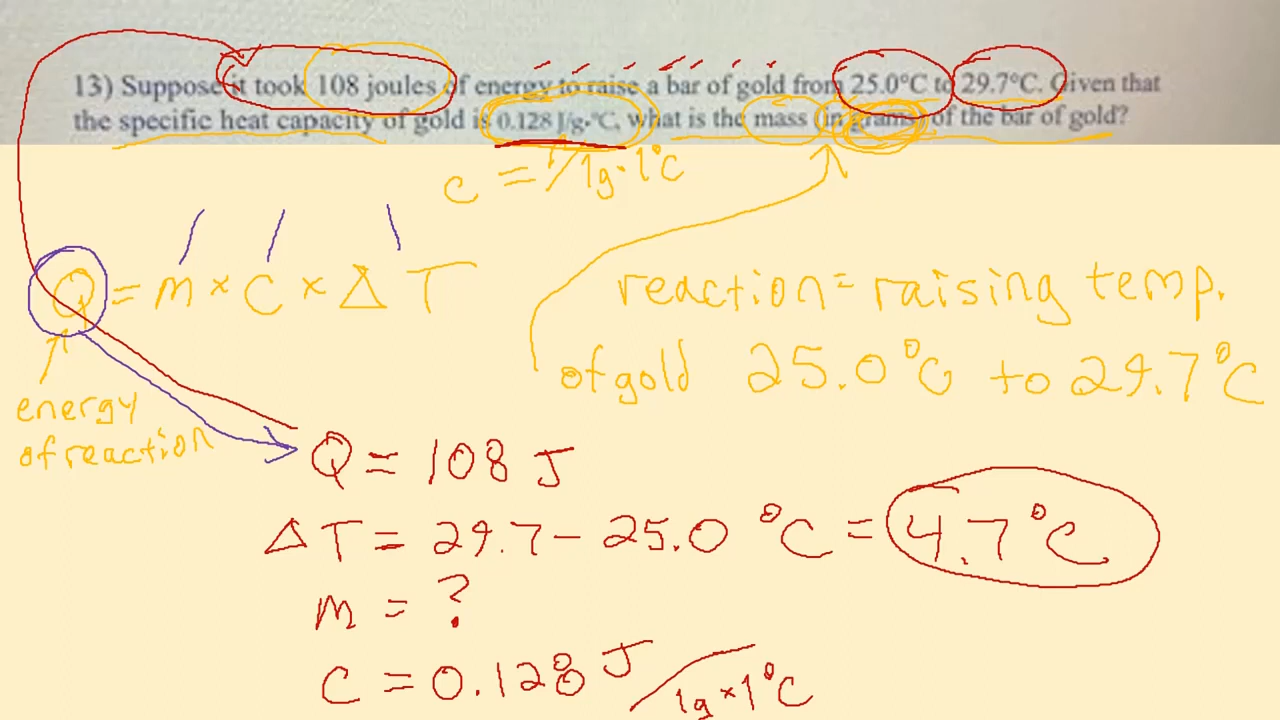 13) Suppose it took 108 joules of energy to raise a bar of gold from 25.0°C to 29.7°C. Given that
the specific heat capacity of gold is 0.128 J/g·°C, what is the mass (in grams) of the bar of gold?
c = 1g·1°C
Q = m × C × Δ T
reaction = raising temp.
of gold 25.0°C to 29.7°C
energy
of reaction
Q = 108 J
ΔT = 29.7 - 25.0 °C = 4.7°C
m = ?
C = 0.128 J/1g × 1°C